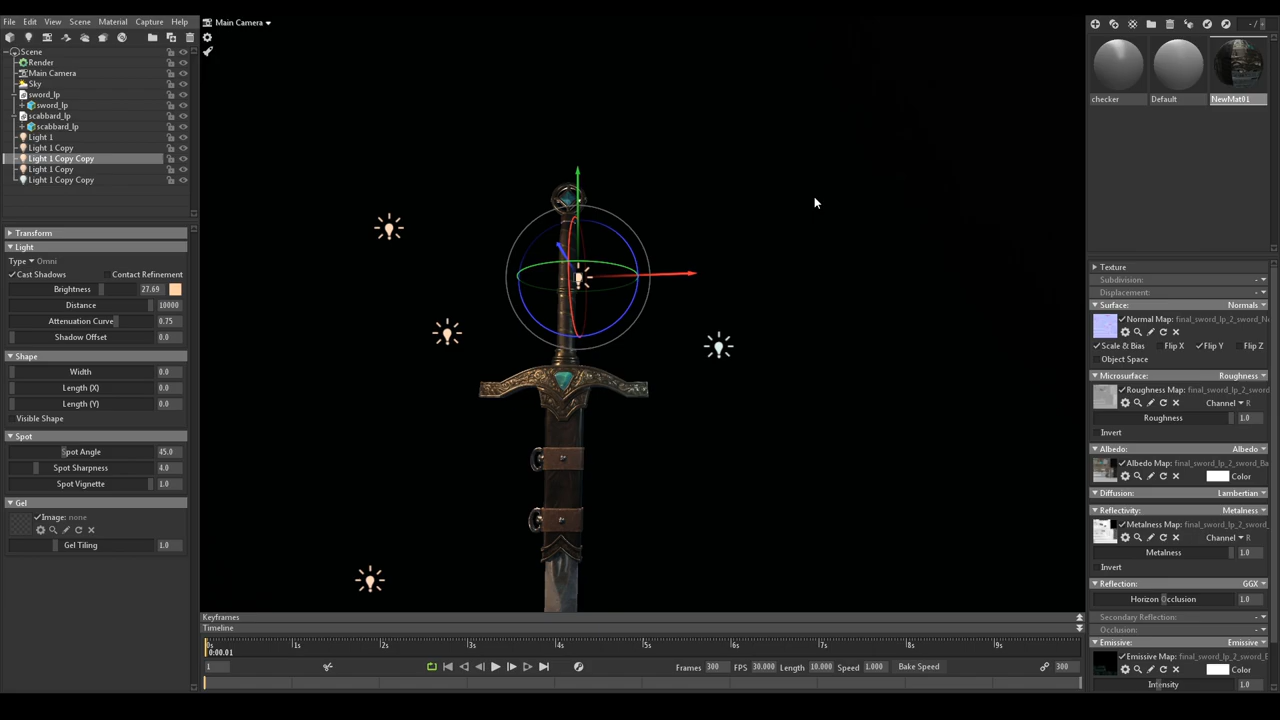 File Edit View Scene Material Capture Help
Main Camera
Scene
Render
Main Camera
Sky
sword_lp
sword_lp
scabbard_lp
scabbard_lp
Light 1
Light 1 Copy
Light 1 Copy Copy
Light 1 Copy
Light 1 Copy Copy
Transform
Light
Type Omni
Cast Shadows Contact Refinement
Brightness 27.69
Distance 10000
Attenuation Curve 0.75
Shadow Offset 0.0
Shape
Width 0.0
Length (X) 0.0
Length (Y) 0.0
Visible Shape
Spot
Spot Angle 45.0
Spot Sharpness 4.0
Spot Vignette 1.0
Gel
Image: none
Gel Tiling 1.0
Keyframes
Timeline
0s 1s 2s 3s 4s 5s 6s 7s 8s 9s
0:00.01
1 Frames 300 FPS 30.000 Length 10.000 Speed 1.000 Bake Speed 300
- / 4
checker Default NewMat01
Texture
Subdivision: -
Displacement: -
Surface: Normals
Normal Map: final_sword_lp_2_sword_No
Scale & Bias Flip X Flip Y Flip Z
Object Space
Microsurface: Roughness
Roughness Map: final_sword_lp_2_sword
Channel R
Roughness 1.0
Invert
Albedo: Albedo
Albedo Map: final_sword_lp_2_sword_Ba
Color
Diffusion: Lambertian
Reflectivity: Metalness
Metalness Map: final_sword_lp_2_sword_
Channel R
Metalness 1.0
Invert
Reflection: GGX
Horizon Occlusion 1.0
Secondary Reflection: -
Occlusion: -
Emissive: Emissive
Emissive Map: final_sword_lp_2_sword_E
Color
Intensity 1.0